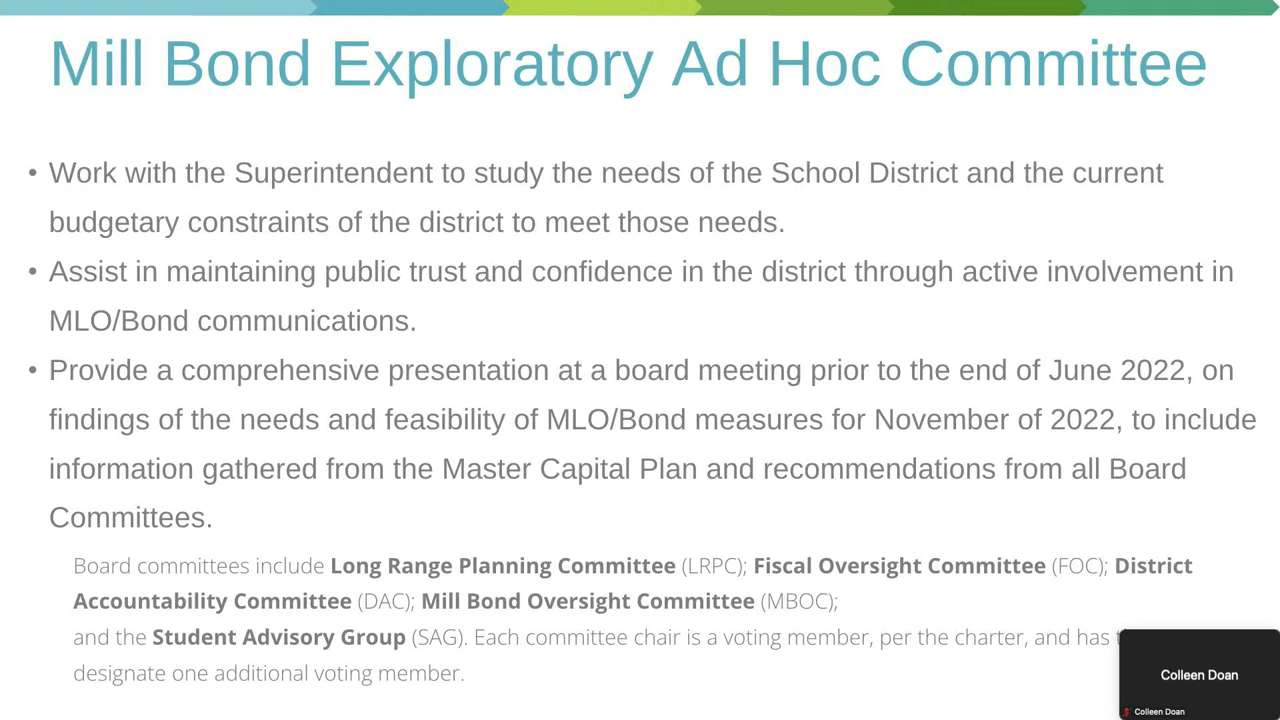 Mill Bond Exploratory Ad Hoc Committee
• Work with the Superintendent to study the needs of the School District and the current
budgetary constraints of the district to meet those needs.
• Assist in maintaining public trust and confidence in the district through active involvement in
MLO/Bond communications.
• Provide a comprehensive presentation at a board meeting prior to the end of June 2022, on
findings of the needs and feasibility of MLO/Bond measures for November of 2022, to include
information gathered from the Master Capital Plan and recommendations from all Board
Committees.
Board committees include Long Range Planning Committee (LRPC); Fiscal Oversight Committee (FOC); District
Accountability Committee (DAC); Mill Bond Oversight Committee (MBOC);
and the Student Advisory Group (SAG). Each committee chair is a voting member, per the charter, and has
designate one additional voting member.
Colleen Doan
Colleen Doan